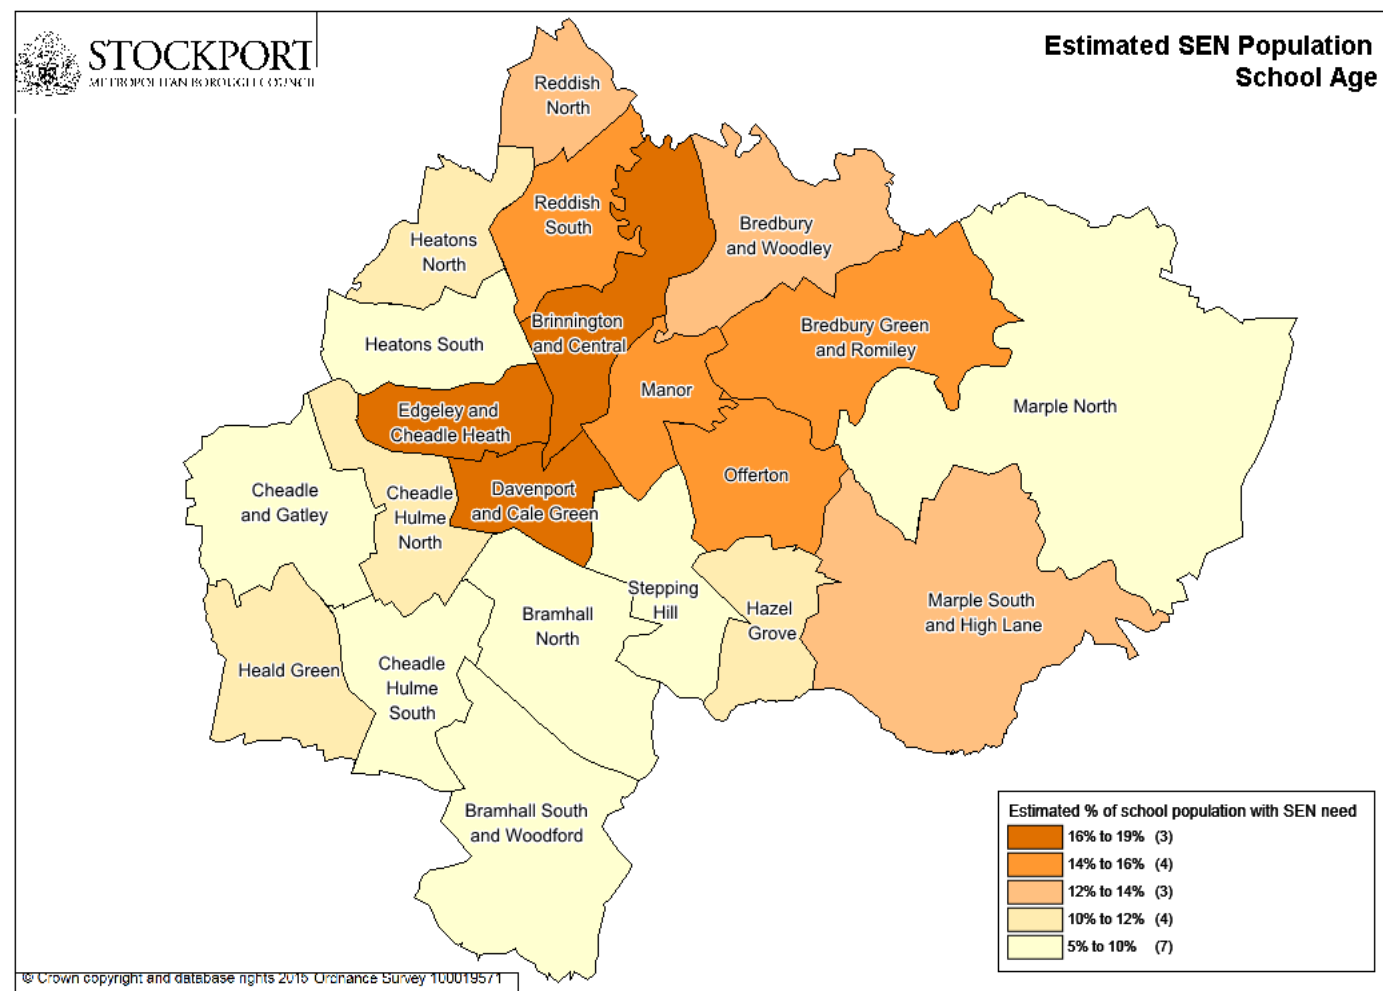 STOCKPORT
METROPOLITAN BOROUGH COUNCIL
Estimated SEN Population
School Age
Reddish
North
Reddish
South
Heatons
North
Bredbury
and Woodley
Heatons South
Brinnington
and Central
Bredbury Green
and Romiley
Manor
Marple North
Edgeley and
Cheadle Heath
Offerton
Cheadle
and Gatley
Cheadle
Hulme
North
Davenport
and Cale Green
Stepping
Hill
Hazel
Grove
Marple South
and High Lane
Bramhall
North
Heald Green
Cheadle
Hulme
South
Bramhall South
and Woodford
Estimated % of school population with SEN need
16% to 19% (3)
14% to 16% (4)
12% to 14% (3)
10% to 12% (4)
5% to 10% (7)
© Crown copyright and database rights 2015 Ordnance Survey 100019571